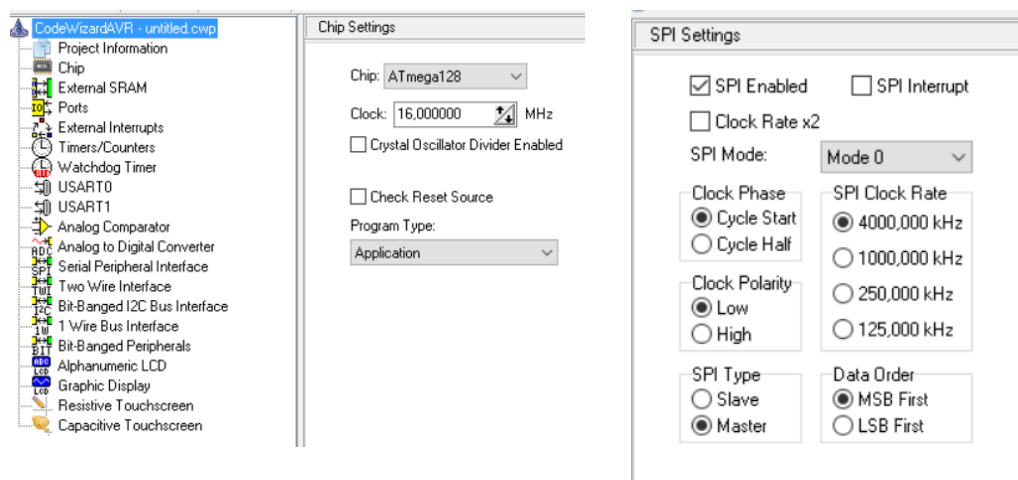 CodeWizardAVR - untitled.cwp
Project Information
Chip
External SRAM
Ports
External Interrupts
Timers/Counters
Watchdog Timer
USART0
USART1
Analog Comparator
Analog to Digital Converter
Serial Peripheral Interface
Two Wire Interface
Bit-Banged I2C Bus Interface
1 Wire Bus Interface
Bit-Banged Peripherals
Alphanumeric LCD
Graphic Display
Resistive Touchscreen
Capacitive Touchscreen
Chip Settings
Chip: ATmega128
Clock: 16,000000 MHz
Crystal Oscillator Divider Enabled
Check Reset Source
Program Type:
Application
SPI Settings
SPI Enabled SPI Interrupt
Clock Rate x2
SPI Mode: Mode 0
Clock Phase
Cycle Start
Cycle Half
SPI Clock Rate
4000,000 kHz
1000,000 kHz
250,000 kHz
125,000 kHz
Clock Polarity
Low
High
SPI Type
Slave
Master
Data Order
MSB First
LSB First